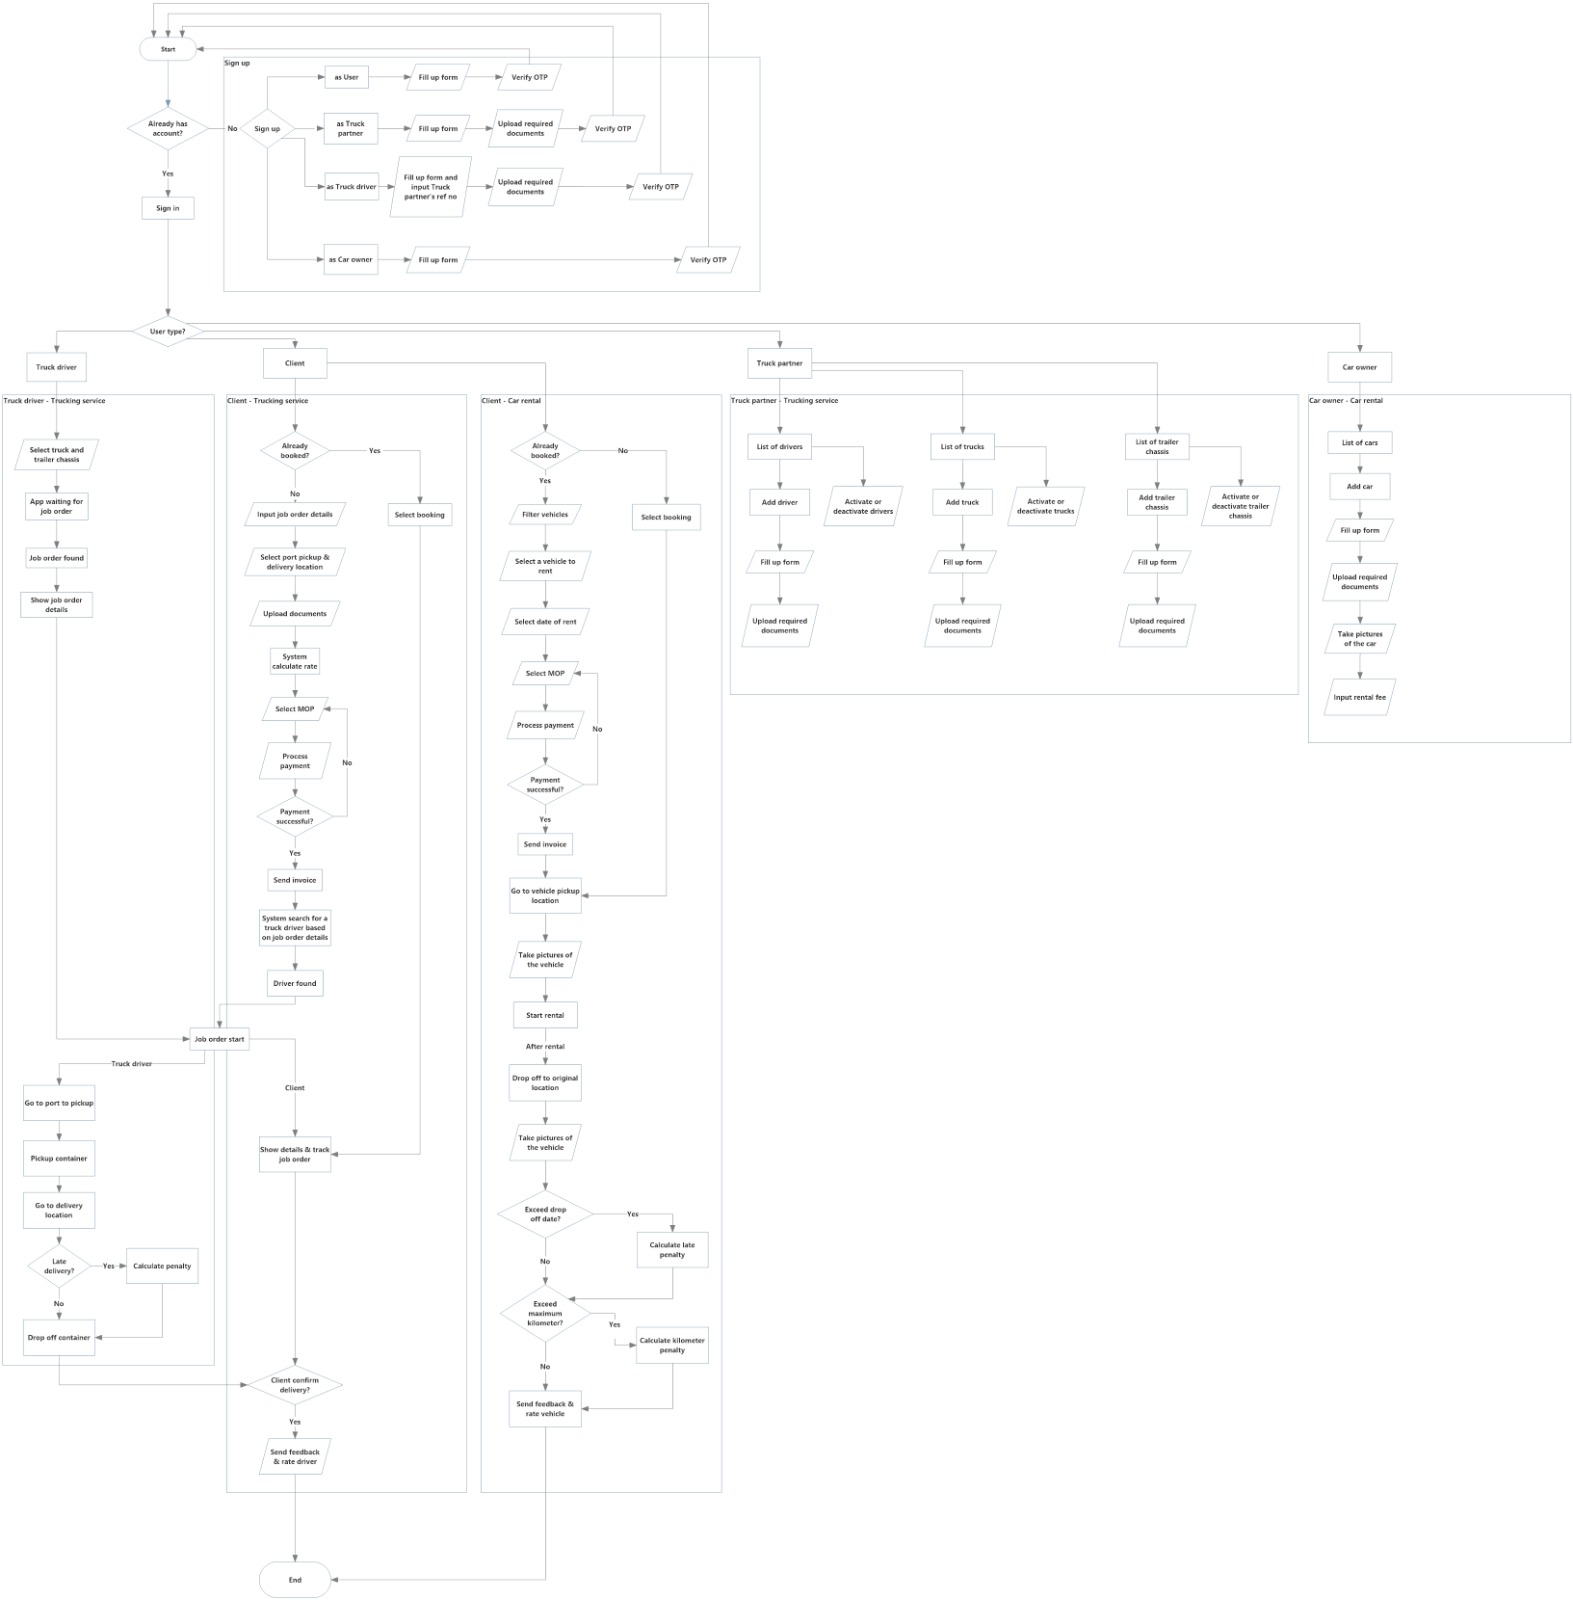 Start
Sign up
as User
Fill up form
Verify OTP
Already has
account?
No
Sign up
as Truck
partner
Fill up form
Upload required
documents
Verify OTP
Yes
as Truck driver
Fill up form and
input Truck
partner's ref no
Upload required
documents
Verify OTP
Sign in
as Car owner
Fill up form
Verify OTP
User type?
Truck driver
Client
Truck partner
Car owner
Truck driver - Trucking service
Select truck and
trailer chassis
App waiting for
job order
Job order found
Show job order
details
Job order start
Truck driver
Go to port to pickup
Pickup container
Go to delivery
location
Late
delivery?
Yes
Calculate penalty
No
Drop off container
Client - Trucking service
Already
booked?
Yes
No
Input job order details
Select booking
Select port pickup &
delivery location
Upload documents
System
calculate rate
Select MOP
Process
payment
No
Payment
successful?
Yes
Send invoice
System search for a
truck driver based
on job order details
Driver found
Client
Show details & track
job order
Client confirm
delivery?
Yes
Send feedback
& rate driver
End
Client - Car rental
Already
booked?
No
Yes
Filter vehicles
Select booking
Select a vehicle to
rent
Select date of rent
Select MOP
Process payment
No
Payment
successful?
Yes
Send invoice
Go to vehicle pickup
location
Take pictures of
the vehicle
Start rental
After rental
Drop off to original
location
Take pictures of
the vehicle
Exceed drop
off date?
Yes
Calculate late
penalty
No
Exceed
maximum
kilometer?
Yes
Calculate kilometer
penalty
No
Send feedback &
rate vehicle
Truck partner - Trucking service
List of drivers
Add driver
Activate or
deactivate drivers
Fill up form
Upload required
documents
List of trucks
Add truck
Activate or
deactivate trucks
Fill up form
Upload required
documents
List of trailer
chassis
Add trailer
chassis
Activate or
deactivate trailer
chassis
Fill up form
Upload required
documents
Car owner - Car rental
List of cars
Add car
Fill up form
Upload required
documents
Take pictures
of the car
Input rental fee